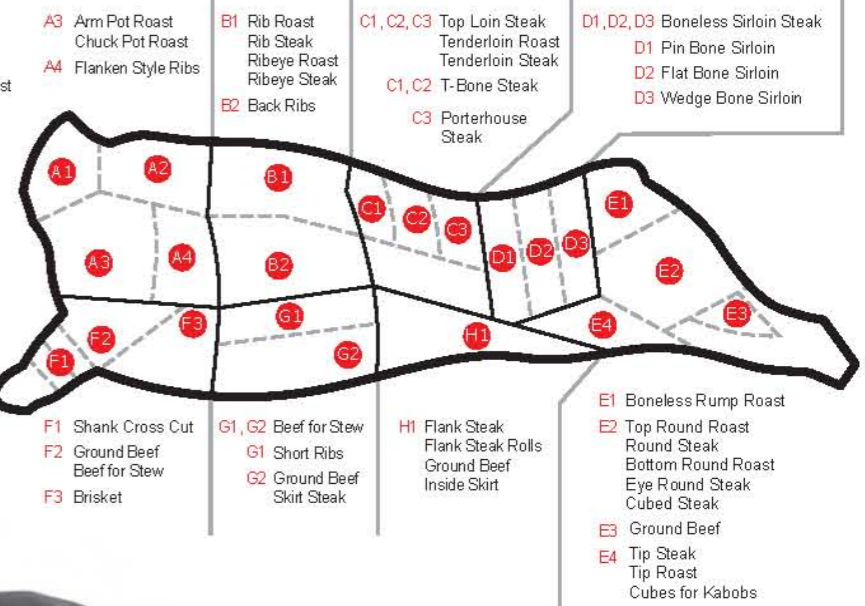 A3 Arm Pot Roast
Chuck Pot Roast
A4 Flanken Style Ribs
st
B1 Rib Roast
Rib Steak
Ribeye Roast
Ribeye Steak
B2 Back Ribs
C1, C2, C3 Top Loin Steak
Tenderloin Roast
Tenderloin Steak
C1, C2 T-Bone Steak
C3 Porterhouse
Steak
D1, D2, D3 Boneless Sirloin Steak
D1 Pin Bone Sirloin
D2 Flat Bone Sirloin
D3 Wedge Bone Sirloin
A1
A2
A3
A4
B1
B2
C1
C2
C3
D1
D2
D3
E1
E2
E3
E4
F1
F2
F3
G1
G2
H1
F1 Shank Cross Cut
F2 Ground Beef
Beef for Stew
F3 Brisket
G1, G2 Beef for Stew
G1 Short Ribs
G2 Ground Beef
Skirt Steak
H1 Flank Steak
Flank Steak Rolls
Ground Beef
Inside Skirt
E1 Boneless Rump Roast
E2 Top Round Roast
Round Steak
Bottom Round Roast
Eye Round Steak
Cubed Steak
E3 Ground Beef
E4 Tip Steak
Tip Roast
Cubes for Kabobs